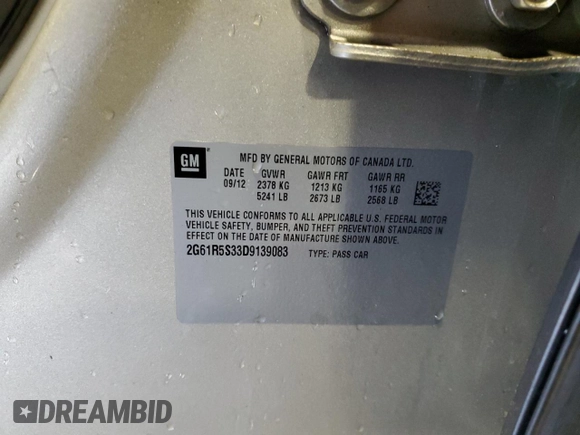 GM
MFD BY GENERAL MOTORS OF CANADA LTD.
DATE GVWR GAWR FRT GAWR RR
09/12 2378 KG 1213 KG 1165 KG
5241 LB 2673 LB 2568 LB
THIS VEHICLE CONFORMS TO ALL APPLICABLE U.S. FEDERAL MOTOR
VEHICLE SAFETY, BUMPER, AND THEFT PREVENTION STANDARDS IN
EFFECT ON THE DATE OF MANUFACTURE SHOWN ABOVE.
2G61R5S33D9139083 TYPE: PASS CAR
DREAMBID